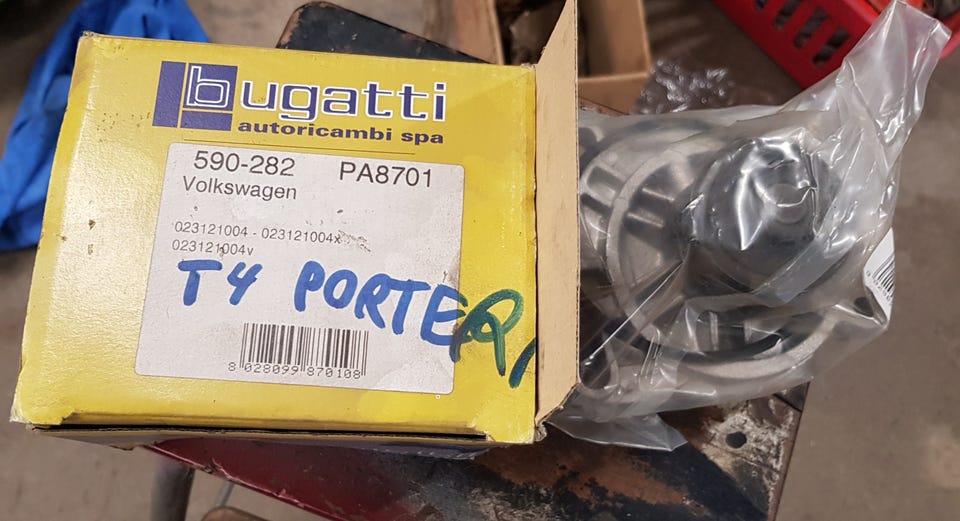 bugatti
autoricambi spa
590-282 PA8701
Volkswagen
023121004 - 023121004x
023121004v
T4 PORTER
8 028099 870108